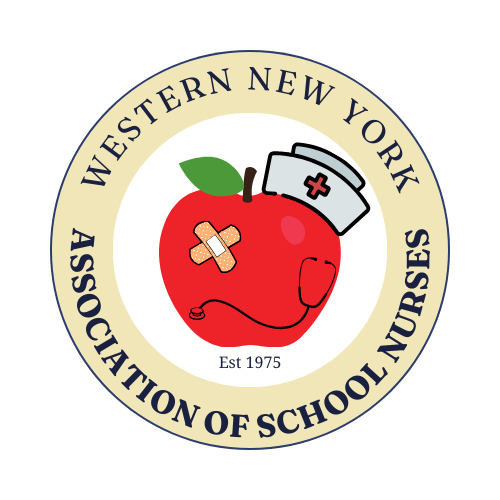 WESTERN NEW YORK
ASSOCIATION OF SCHOOL NURSES
Est 1975